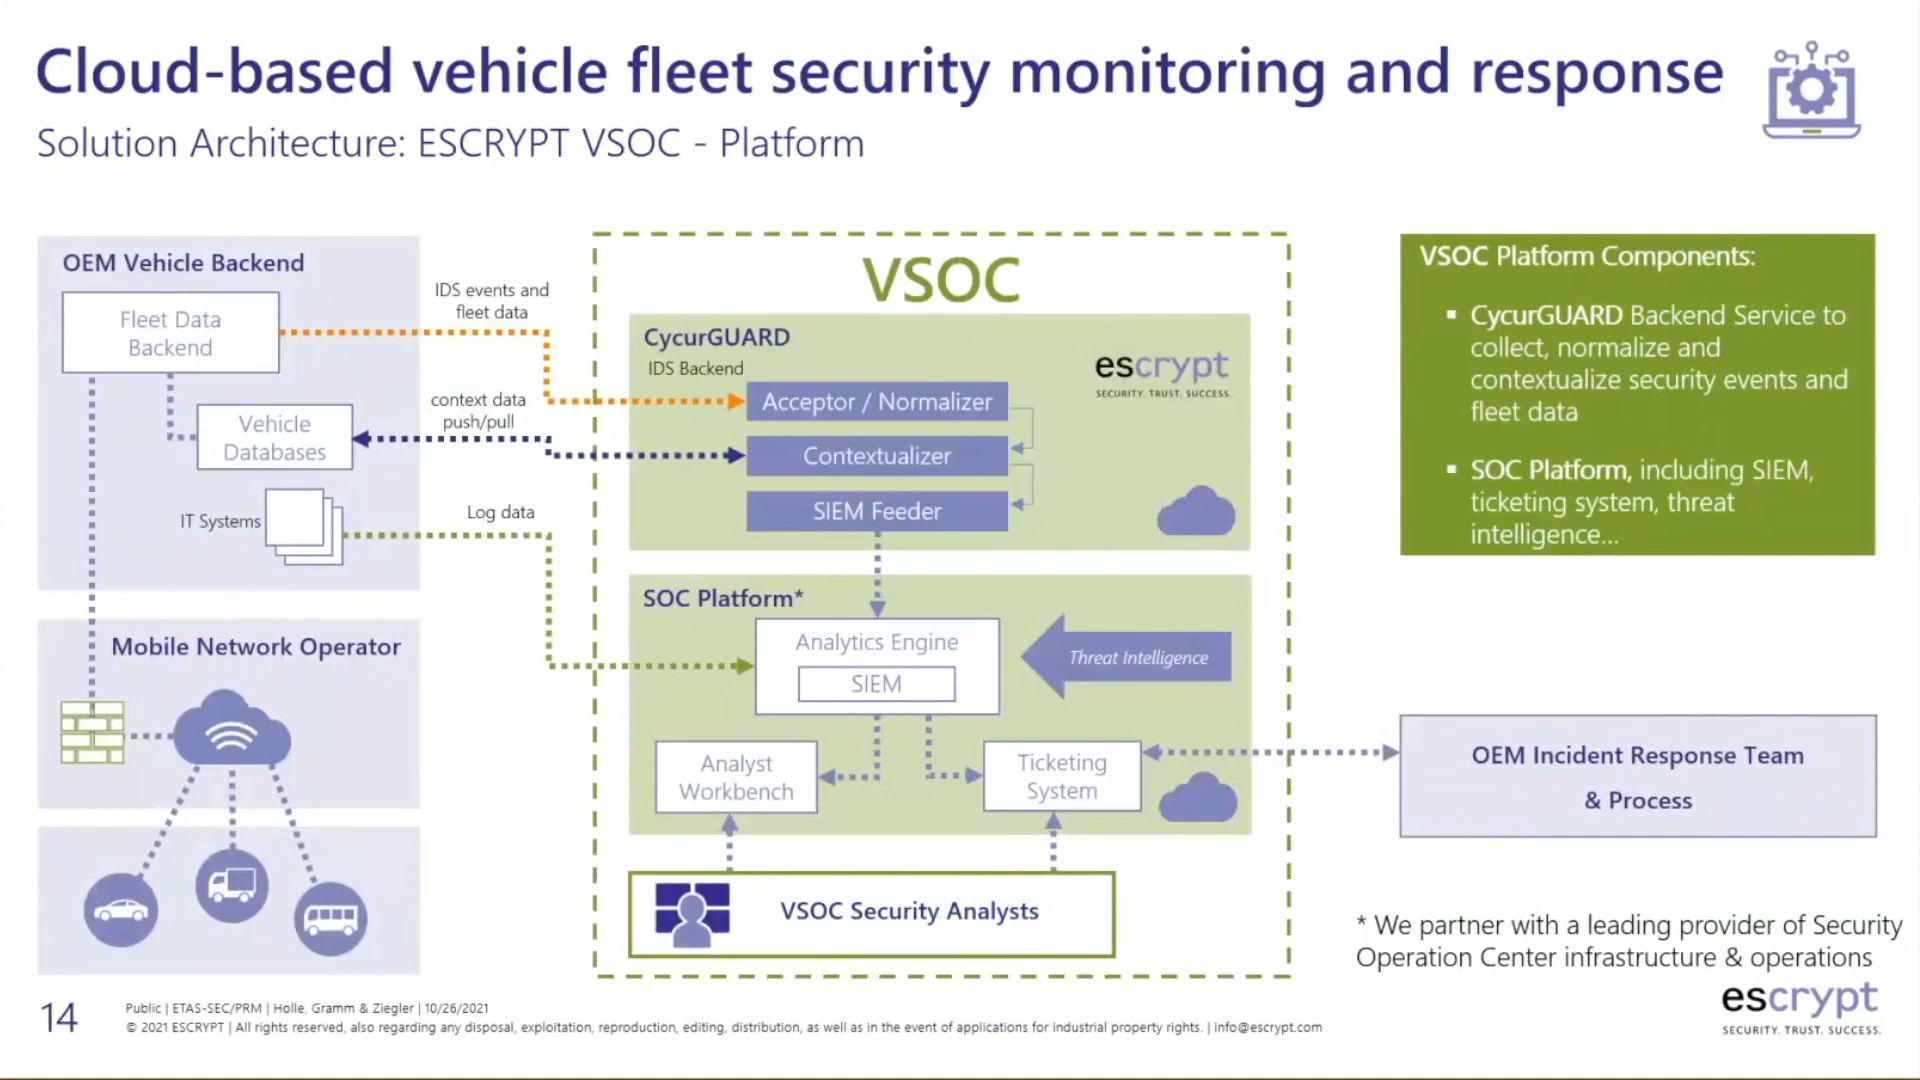 Cloud-based vehicle fleet security monitoring and response
Solution Architecture: ESCRYPT VSOC - Platform
OEM Vehicle Backend
Fleet Data
Backend
Vehicle
Databases
IT Systems
IDS events and
fleet data
context data
push/pull
Log data
Mobile Network Operator
VSOC
CycurGUARD
IDS Backend
escrypt
SECURITY. TRUST. SUCCESS.
Acceptor / Normalizer
Contextualizer
SIEM Feeder
SOC Platform*
Analytics Engine
SIEM
Threat Intelligence
Analyst
Workbench
Ticketing
System
VSOC Security Analysts
VSOC Platform Components:
▪ CycurGUARD Backend Service to
collect, normalize and
contextualize security events and
fleet data
▪ SOC Platform, including SIEM,
ticketing system, threat
intelligence...
OEM Incident Response Team
& Process
* We partner with a leading provider of Security
Operation Center infrastructure & operations
14
Public | ETAS-SEC/PRM | Holle, Gramm & Ziegler | 10/26/2021
© 2021 ESCRYPT | All rights reserved, also regarding any disposal, exploitation, reproduction, editing, distribution, as well as in the event of applications for industrial property rights. | info@escrypt.com
escrypt
SECURITY. TRUST. SUCCESS.